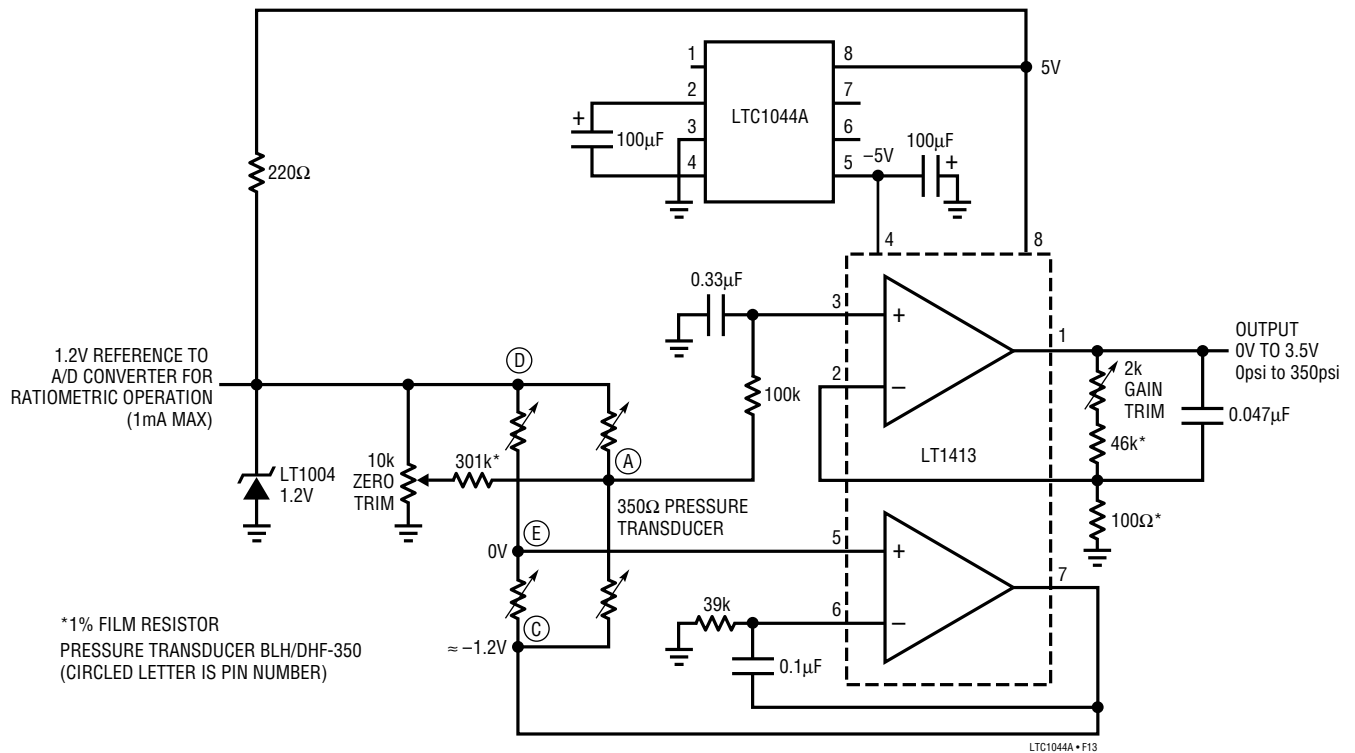 1
2
3
4
LTC1044A
8
7
6
5
5V
+
100µF
–5V
100µF
+
220Ω
4
8
0.33µF
3
+
2
–
1
OUTPUT
0V TO 3.5V
0psi to 350psi
1.2V REFERENCE TO
A/D CONVERTER FOR
RATIOMETRIC OPERATION
(1mA MAX)
D
100k
2k
GAIN
TRIM
0.047µF
46k*
LT1413
LT1004
1.2V
10k
ZERO
TRIM
301k*
A
350Ω PRESSURE
TRANSDUCER
100Ω*
0V
E
5
+
7
6
–
39k
0.1µF
C
≈ –1.2V
*1% FILM RESISTOR
PRESSURE TRANSDUCER BLH/DHF-350
(CIRCLED LETTER IS PIN NUMBER)
LTC1044A • F13